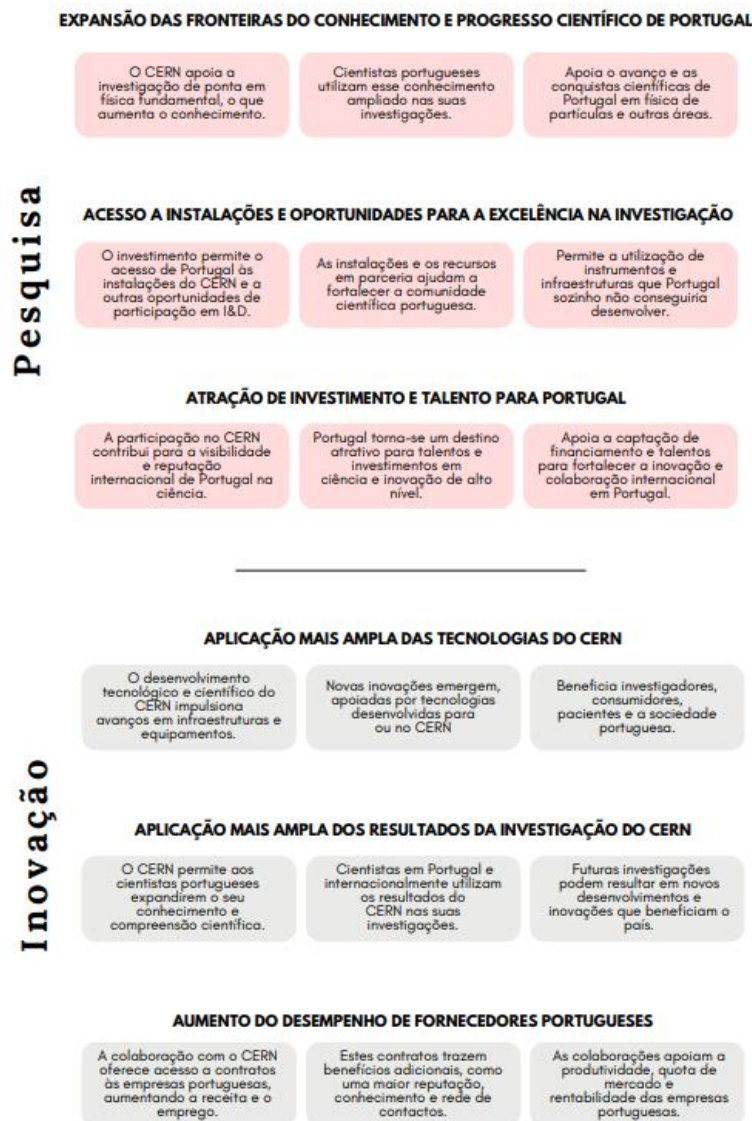 EXPANSÃO DAS FRONTEIRAS DO CONHECIMENTO E PROGRESSO CIENTÍFICO DE PORTUGAL
O CERN apoia a
investigação de ponta em
física fundamental, o que
aumenta o conhecimento.
Cientistas portugueses
utilizam esse conhecimento
ampliado nas suas
investigações.
Apoia o avanço e as
conquistas científicas de
Portugal em física de
partículas e outras áreas.
Pesquisa
ACESSO A INSTALAÇÕES E OPORTUNIDADES PARA A EXCELÊNCIA NA INVESTIGAÇÃO
O investimento permite o
acesso de Portugal às
instalações do CERN e a
outras oportunidades de
participação em I&D.
As instalações e os recursos
em parceria ajudam a
fortalecer a comunidade
científica portuguesa.
Permite a utilização de
instrumentos e
infraestruturas que Portugal
sozinho não conseguiria
desenvolver.
ATRAÇÃO DE INVESTIMENTO E TALENTO PARA PORTUGAL
A participação no CERN
contribui para a visibilidade
e reputação
internacional de Portugal na
ciência.
Portugal torna-se um destino
atrativo para talentos e
investimentos em
ciência e inovação de alto
nível.
Apoia a captação de
financiamento e talentos
para fortalecer a inovação e
colaboração internacional
em Portugal.
APLICAÇÃO MAIS AMPLA DAS TECNOLOGIAS DO CERN
O desenvolvimento
tecnológico e científico do
CERN impulsiona
avanços em infraestruturas e
equipamentos.
Novas inovações emergem,
apoiadas por tecnologias
desenvolvidas para
ou no CERN
Beneficia investigadores,
consumidores,
pacientes e a sociedade
portuguesa.
Inovação
APLICAÇÃO MAIS AMPLA DOS RESULTADOS DA INVESTIGAÇÃO DO CERN
O CERN permite aos
cientistas portugueses
expandirem o seu
conhecimento e
compreensão científica.
Cientistas em Portugal e
internacionalmente utilizam
os resultados do
CERN nas suas
investigações.
Futuras investigações
podem resultar em novos
desenvolvimentos e
inovações que beneficiam o
país.
AUMENTO DO DESEMPENHO DE FORNECEDORES PORTUGUESES
A colaboração com o CERN
oferece acesso a contratos
às empresas portuguesas,
aumentando a receita e o
emprego.
Estes contratos trazem
benefícios adicionais, como
uma maior reputação,
conhecimento e rede de
contactos.
As colaborações apoiam a
produtividade, quota de
mercado e
rentabilidade das empresas
portuguesas.